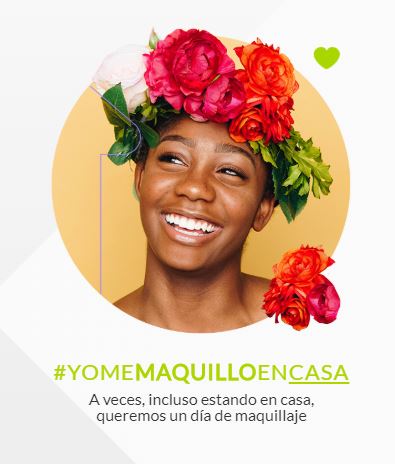 #YOMEMAQUILLOENCASA
A veces, incluso estando en casa,
queremos un día de maquillaje